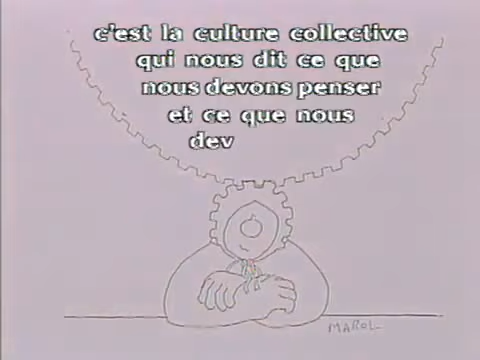 c'est la culture collective
qui nous dit ce que
nous devons penser
et ce que nous
dev
MAROL